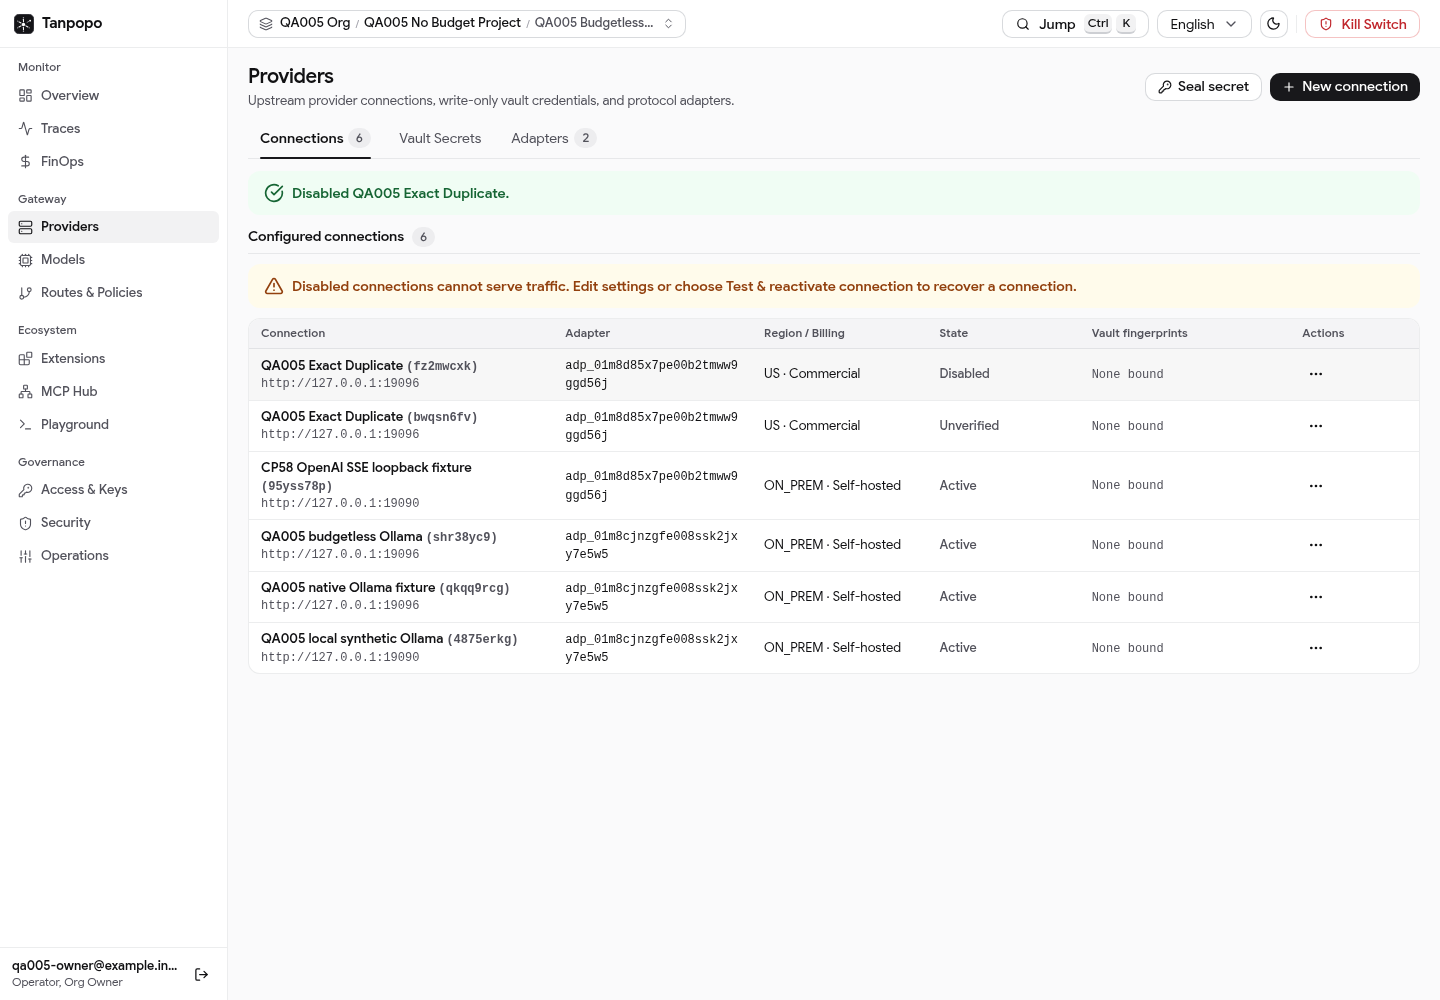 Tanpopo
QA005 Org / QA005 No Budget Project / QA005 Budgetless...
Jump Ctrl K
English
Kill Switch
Monitor
Overview
Traces
FinOps
Gateway
Providers
Models
Routes & Policies
Ecosystem
Extensions
MCP Hub
Playground
Governance
Access & Keys
Security
Operations
qa005-owner@example.in...
Operator, Org Owner
Providers
Upstream provider connections, write-only vault credentials, and protocol adapters.
Seal secret
New connection
Connections 6
Vault Secrets
Adapters 2
Disabled QA005 Exact Duplicate.
Configured connections 6
Disabled connections cannot serve traffic. Edit settings or choose Test & reactivate connection to recover a connection.
Connection Adapter Region / Billing State Vault fingerprints Actions
QA005 Exact Duplicate (fz2mwcxk)
http://127.0.0.1:19096
adp_01m8d85x7pe00b2tmww9
ggd56j
US · Commercial
Disabled
None bound
QA005 Exact Duplicate (bwqsn6fv)
http://127.0.0.1:19096
adp_01m8d85x7pe00b2tmww9
ggd56j
US · Commercial
Unverified
None bound
CP58 OpenAI SSE loopback fixture
(95yss78p)
http://127.0.0.1:19090
adp_01m8d85x7pe00b2tmww9
ggd56j
ON_PREM · Self-hosted
Active
None bound
QA005 budgetless Ollama (shr38yc9)
http://127.0.0.1:19096
adp_01m8cjnzgfe008ssk2jx
y7e5w5
ON_PREM · Self-hosted
Active
None bound
QA005 native Ollama fixture (qkqq9rcg)
http://127.0.0.1:19096
adp_01m8cjnzgfe008ssk2jx
y7e5w5
ON_PREM · Self-hosted
Active
None bound
QA005 local synthetic Ollama (4875erkg)
http://127.0.0.1:19090
adp_01m8cjnzgfe008ssk2jx
y7e5w5
ON_PREM · Self-hosted
Active
None bound